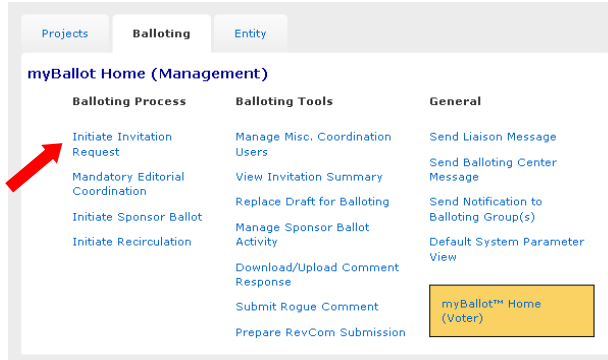 Projects
Balloting
Entity
myBallot Home (Management)
Balloting Process
Initiate Invitation
Request
Mandatory Editorial
Coordination
Initiate Sponsor Ballot
Initiate Recirculation
Balloting Tools
Manage Misc. Coordination
Users
View Invitation Summary
Replace Draft for Balloting
Manage Sponsor Ballot
Activity
Download/Upload Comment
Response
Submit Rogue Comment
Prepare RevCom Submission
General
Send Liaison Message
Send Balloting Center
Message
Send Notification to
Balloting Group(s)
Default System Parameter
View
myBallot™ Home
(Voter)